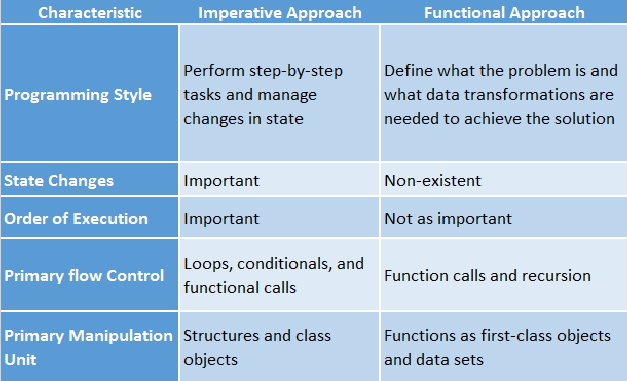 Characteristic Imperative Approach Functional Approach
Programming Style
Perform step-by-step
tasks and manage
changes in state
Define what the problem is and
what data transformations are
needed to achieve the solution
State Changes Important Non-existent
Order of Execution Important Not as important
Primary flow Control
Loops, conditionals, and
functional calls
Function calls and recursion
Primary Manipulation
Unit
Structures and class
objects
Functions as first-class objects
and data sets